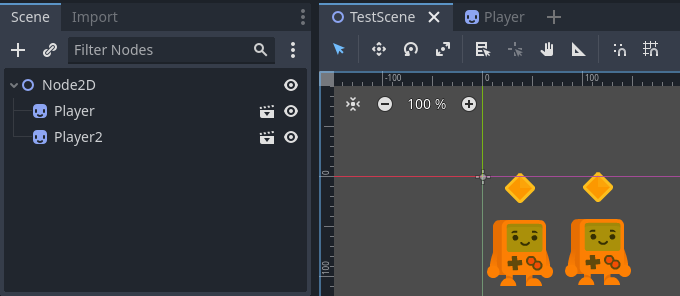 Scene Import
TestScene Player
Filter Nodes
Node2D
Player
Player2
-100 0 100
100 %
0
100